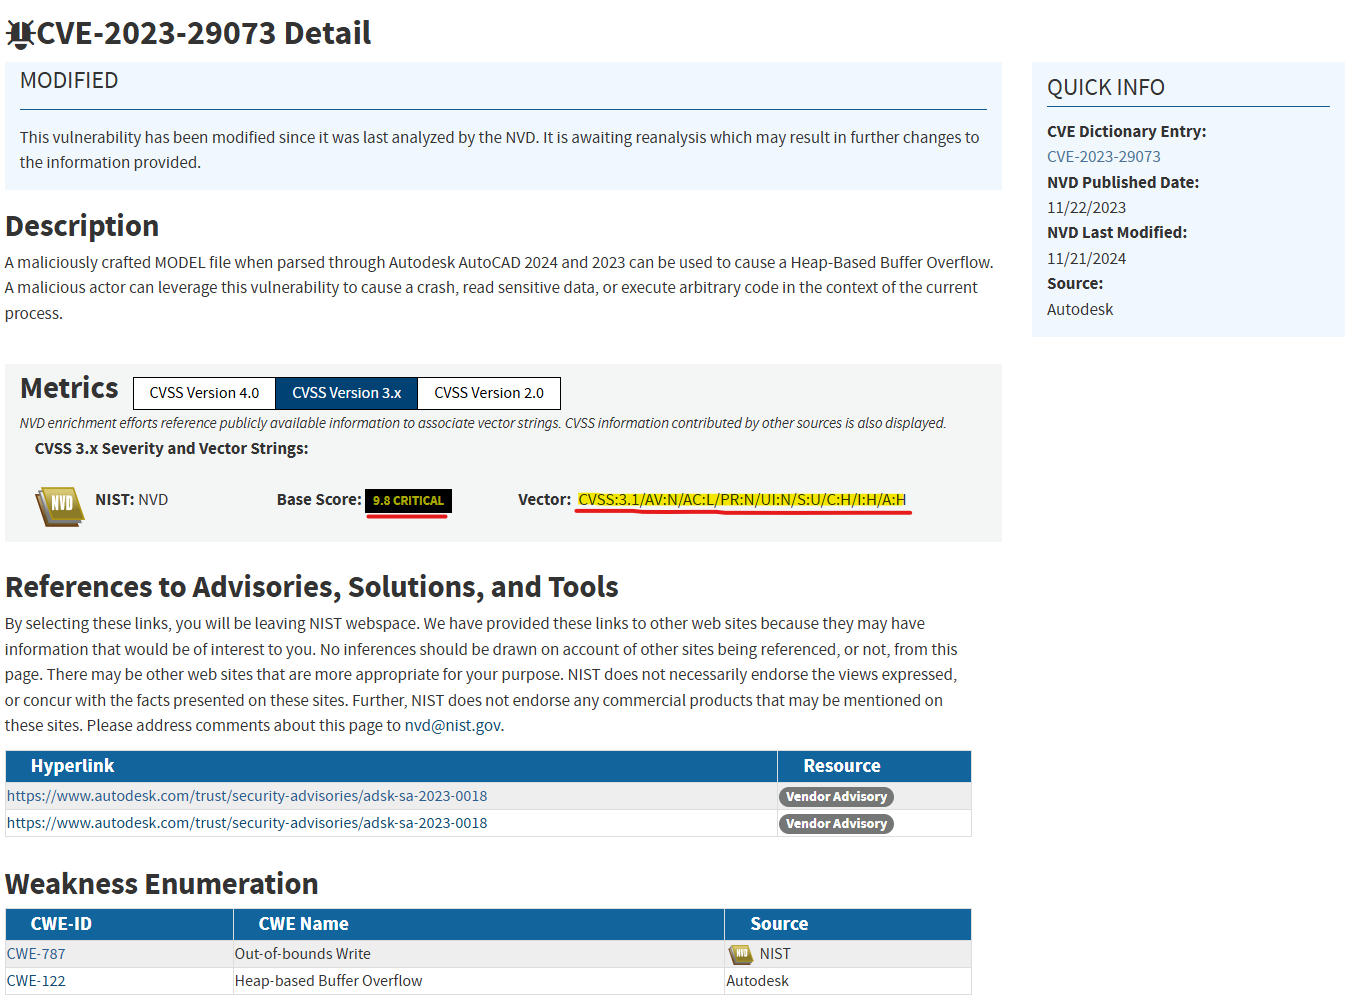 CVE-2023-29073 Detail
MODIFIED
This vulnerability has been modified since it was last analyzed by the NVD. It is awaiting reanalysis which may result in further changes to
the information provided.
QUICK INFO
CVE Dictionary Entry:
CVE-2023-29073
NVD Published Date:
11/22/2023
NVD Last Modified:
11/21/2024
Source:
Autodesk
Description
A maliciously crafted MODEL file when parsed through Autodesk AutoCAD 2024 and 2023 can be used to cause a Heap-Based Buffer Overflow.
A malicious actor can leverage this vulnerability to cause a crash, read sensitive data, or execute arbitrary code in the context of the current
process.
Metrics CVSS Version 4.0 CVSS Version 3.x CVSS Version 2.0
NVD enrichment efforts reference publicly available information to associate vector strings. CVSS information contributed by other sources is also displayed.
CVSS 3.x Severity and Vector Strings:
NVD NIST: NVD Base Score: 9.8 CRITICAL Vector: CVSS:3.1/AV:N/AC:L/PR:N/UI:N/S:U/C:H/I:H/A:H
References to Advisories, Solutions, and Tools
By selecting these links, you will be leaving NIST webspace. We have provided these links to other web sites because they may have
information that would be of interest to you. No inferences should be drawn on account of other sites being referenced, or not, from this
page. There may be other web sites that are more appropriate for your purpose. NIST does not necessarily endorse the views expressed,
or concur with the facts presented on these sites. Further, NIST does not endorse any commercial products that may be mentioned on
these sites. Please address comments about this page to nvd@nist.gov.
Hyperlink Resource
https://www.autodesk.com/trust/security-advisories/adsk-sa-2023-0018 Vendor Advisory
https://www.autodesk.com/trust/security-advisories/adsk-sa-2023-0018 Vendor Advisory
Weakness Enumeration
CWE-ID CWE Name Source
CWE-787 Out-of-bounds Write NVD NIST
CWE-122 Heap-based Buffer Overflow Autodesk